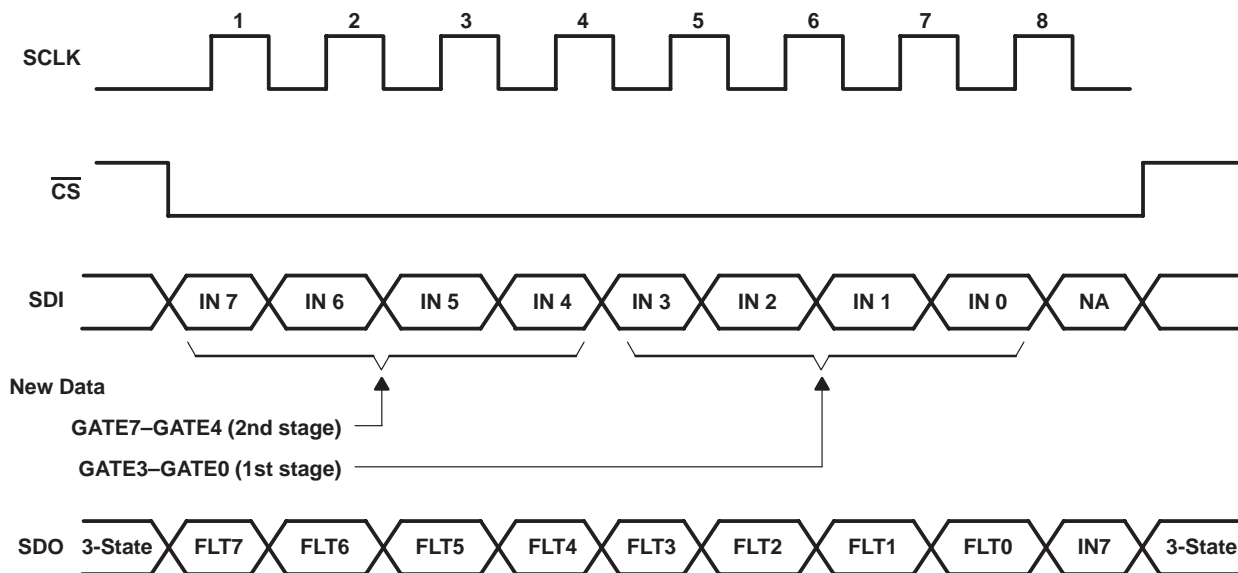 1 2 3 4 5 6 7 8
SCLK
CS
SDI IN 7 IN 6 IN 5 IN 4 IN 3 IN 2 IN 1 IN 0 NA
New Data
GATE7–GATE4 (2nd stage)
GATE3–GATE0 (1st stage)
SDO 3-State FLT7 FLT6 FLT5 FLT4 FLT3 FLT2 FLT1 FLT0 IN7 3-State